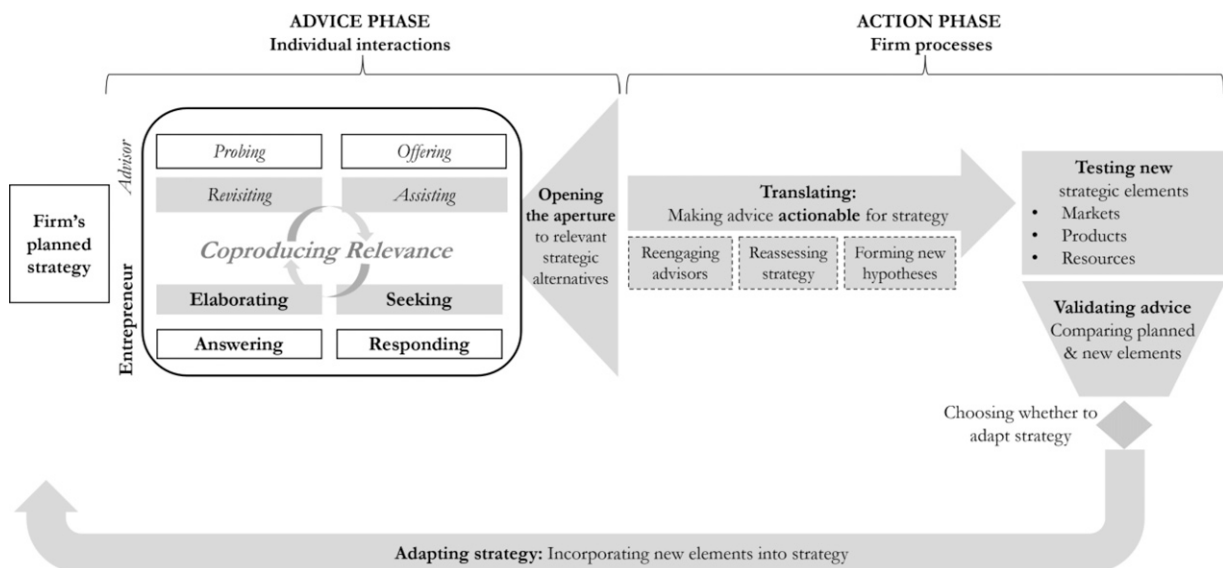 ADVICE PHASE
Individual interactions
ACTION PHASE
Firm processes
Firm's
planned
strategy
Advisor
Entrepreneur
Probing
Offering
Revisiting
Assisting
Coproducing Relevance
Elaborating
Seeking
Answering
Responding
Opening
the aperture
to relevant
strategic
alternatives
Translating:
Making advice actionable for strategy
Reengaging
advisors
Reassessing
strategy
Forming new
hypotheses
Testing new
strategic elements
• Markets
• Products
• Resources
Validating advice
Comparing planned
& new elements
Choosing whether to
adapt strategy
Adapting strategy: Incorporating new elements into strategy